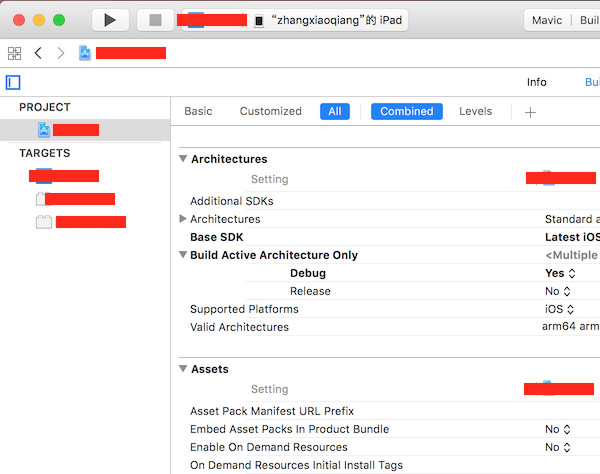 “zhangxiaoqiang”的 iPad
Mavic | Buil
Info Bui
PROJECT
TARGETS
Basic Customized All Combined Levels
Architectures
Setting
Additional SDKs
Architectures Standard a
Base SDK Latest iOS
Build Active Architecture Only <Multiple
Debug Yes
Release No
Supported Platforms iOS
Valid Architectures arm64 arm
Assets
Setting
Asset Pack Manifest URL Prefix
Embed Asset Packs In Product Bundle No
Enable On Demand Resources No
On Demand Resources Initial Install Tags